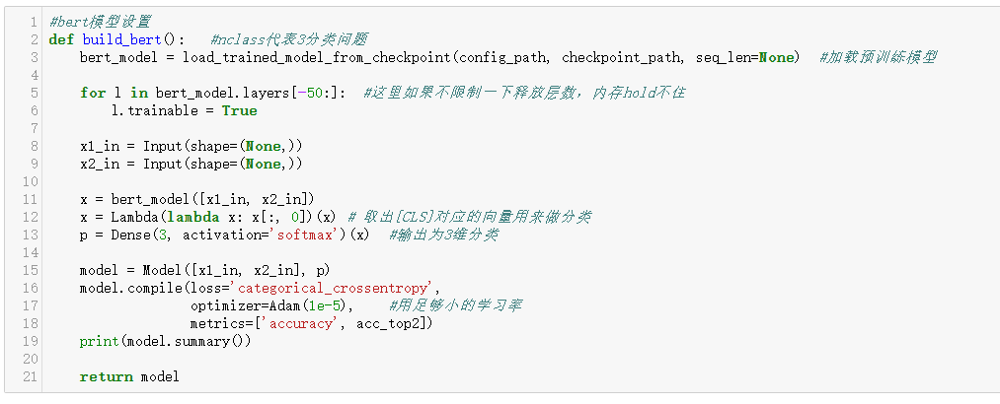 1 #bert模型设置
2 def build_bert():   #nclass代表3分类问题
3     bert_model = load_trained_model_from_checkpoint(config_path, checkpoint_path, seq_len=None)  #加载预训练模型
4
5     for l in bert_model.layers[-50:]:  #这里如果不限制一下释放层数，内存hold不住
6         l.trainable = True
7
8     x1_in = Input(shape=(None,))
9     x2_in = Input(shape=(None,))
10
11     x = bert_model([x1_in, x2_in])
12     x = Lambda(lambda x: x[:, 0])(x) # 取出[CLS]对应的向量用来做分类
13     p = Dense(3, activation='softmax')(x)  #输出为3维分类
14
15     model = Model([x1_in, x2_in], p)
16     model.compile(loss='categorical_crossentropy',
17                   optimizer=Adam(1e-5),    #用足够小的学习率
18                   metrics=['accuracy', acc_top2])
19     print(model.summary())
20
21     return model